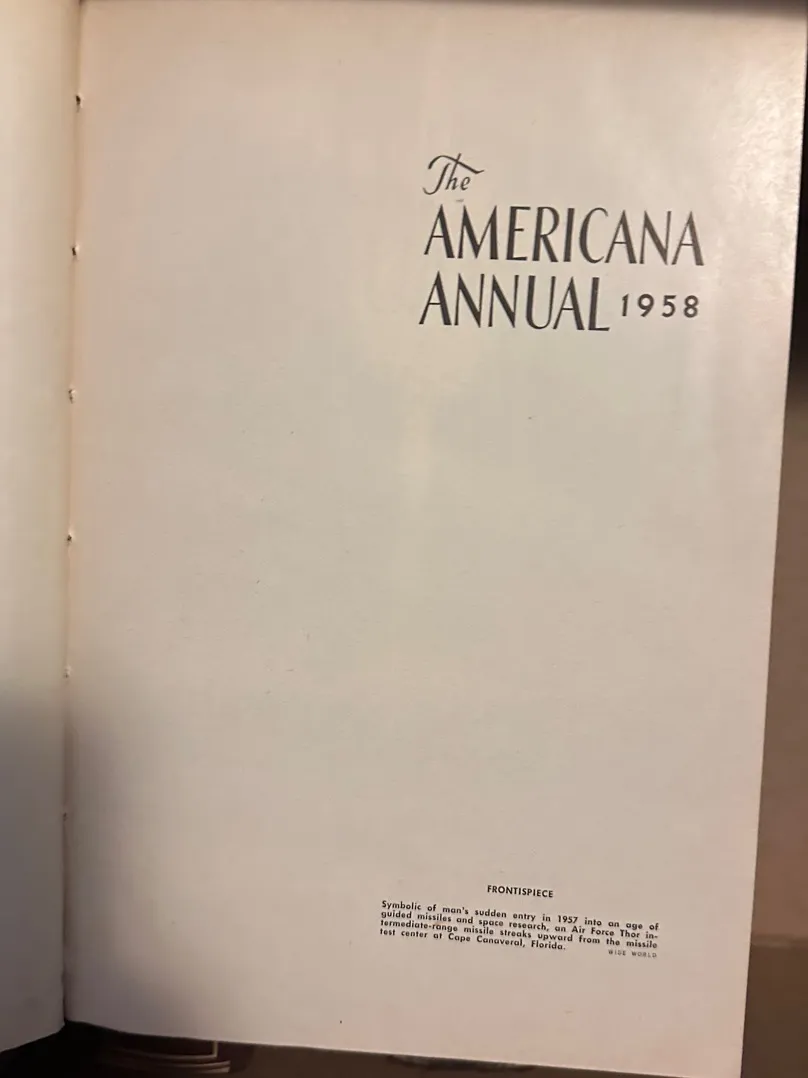 The
AMERICANA
ANNUAL 1958
FRONTISPIECE
Symbolic of man's sudden entry in 1957 into an age of
guided missiles and space research, an Air Force Thor in-
termediate-range missile streaks upward from the missile
test center at Cape Canaveral, Florida.
WIDE WORLD